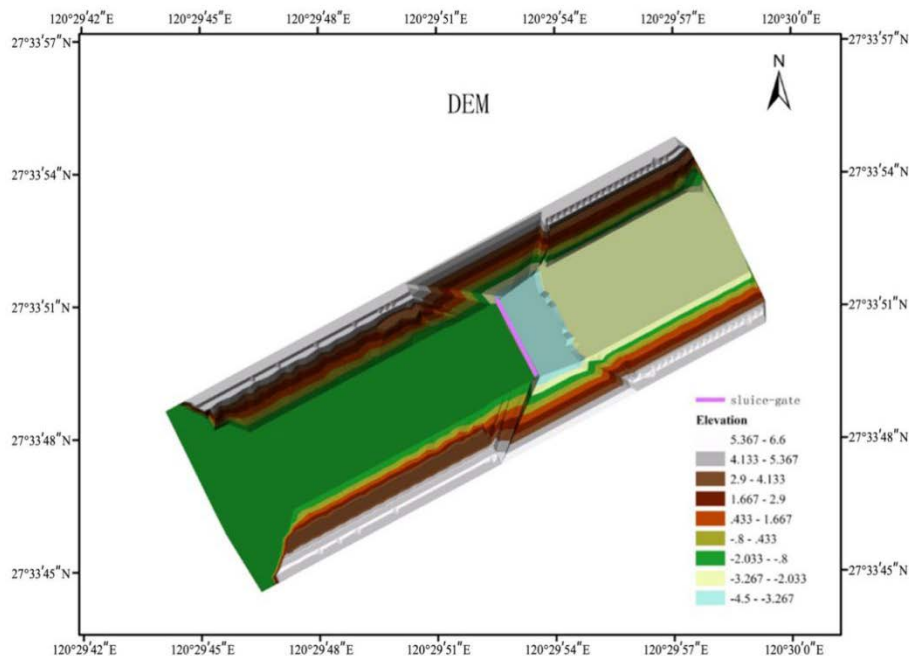 120°29′42″E 120°29′45″E 120°29′48″E 120°29′51″E 120°29′54″E 120°29′57″E 120°30′0″E
27°33′57″N 27°33′57″N
N
DEM
27°33′54″N 27°33′54″N
27°33′51″N 27°33′51″N
sluice-gate
Elevation
27°33′48″N 27°33′48″N
5.367 - 6.6
4.133 - 5.367
2.9 - 4.133
1.667 - 2.9
.433 - 1.667
-.8 - .433
-2.033 - -.8
-3.267 - -2.033
-4.5 - -3.267
27°33′45″N 27°33′45″N
120°29′42″E 120°29′45″E 120°29′48″E 120°29′51″E 120°29′54″E 120°29′57″E 120°30′0″E